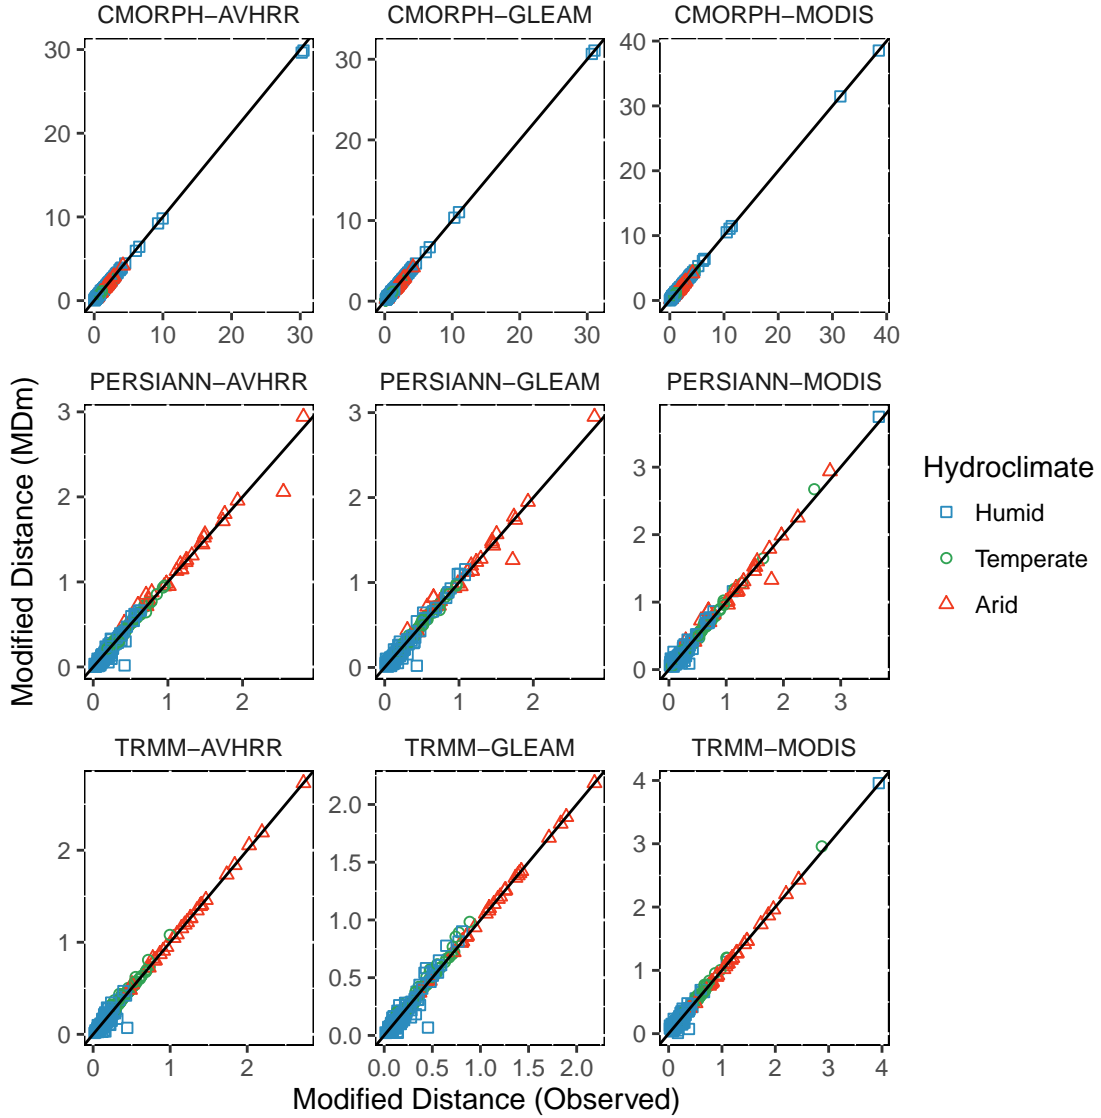 CMORPH−AVHRR CMORPH−GLEAM CMORPH−MODIS
30 20 10 0
0 10 20 30
30 20 10 0
0 10 20 30
40 30 20 10 0
0 10 20 30 40
PERSIANN−AVHRR PERSIANN−GLEAM PERSIANN−MODIS
3 2 1 0
0 1 2
3 2 1 0
0 1 2
3 2 1 0
0 1 2 3
TRMM−AVHRR TRMM−GLEAM TRMM−MODIS
2 1 0
0 1 2
2.0 1.5 1.0 0.5 0.0
0.0 0.5 1.0 1.5 2.0
4 3 2 1 0
0 1 2 3 4
Modified Distance (MDm)
Modified Distance (Observed)
Hydroclimate
Humid
Temperate
Arid